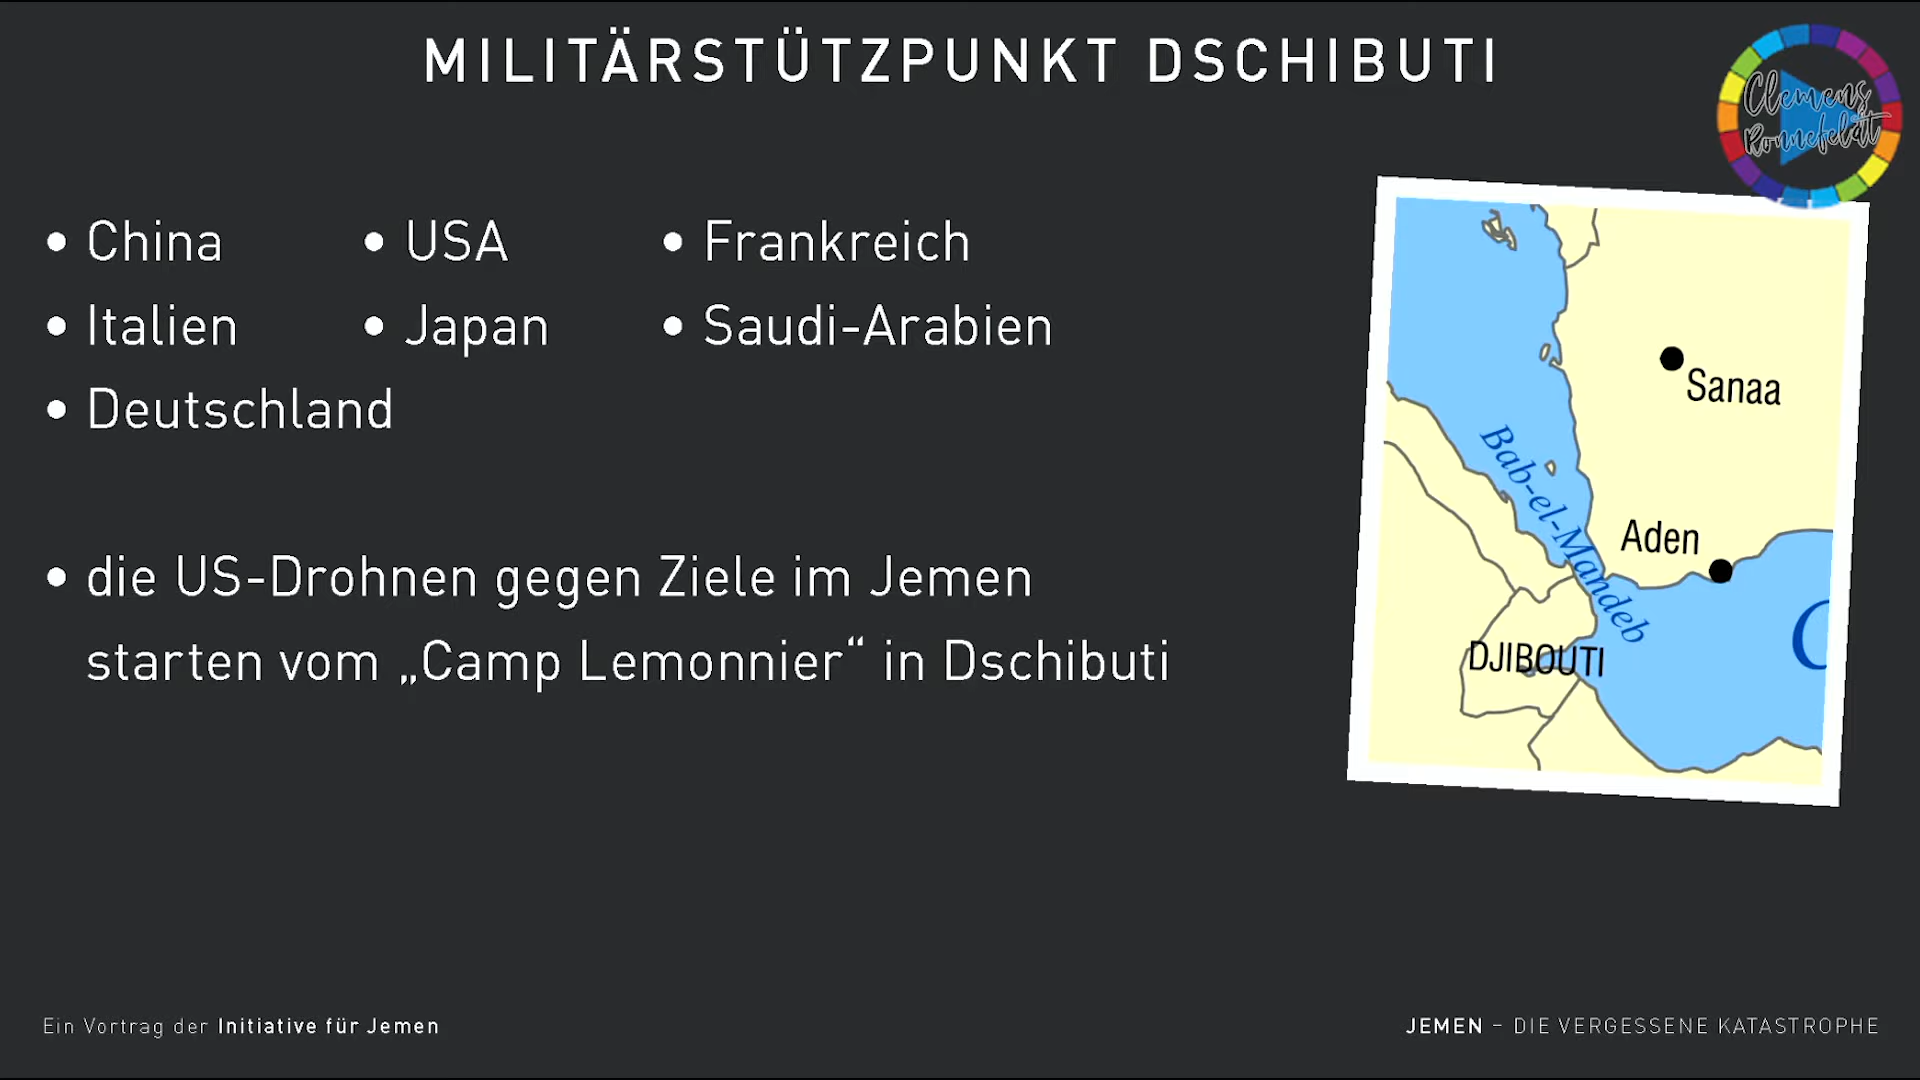 MILITÄRSTÜTZPUNKT DSCHIBUTI
Clemens
Ronnefeldt
• China • USA • Frankreich
• Italien • Japan • Saudi-Arabien
• Deutschland
• die US-Drohnen gegen Ziele im Jemen
starten vom „Camp Lemonnier“ in Dschibuti
Sanaa
Bab-el-Mandeb
Aden
DJIBOUTI
Ein Vortrag der Initiative für Jemen
JEMEN – DIE VERGESSENE KATASTROPHE